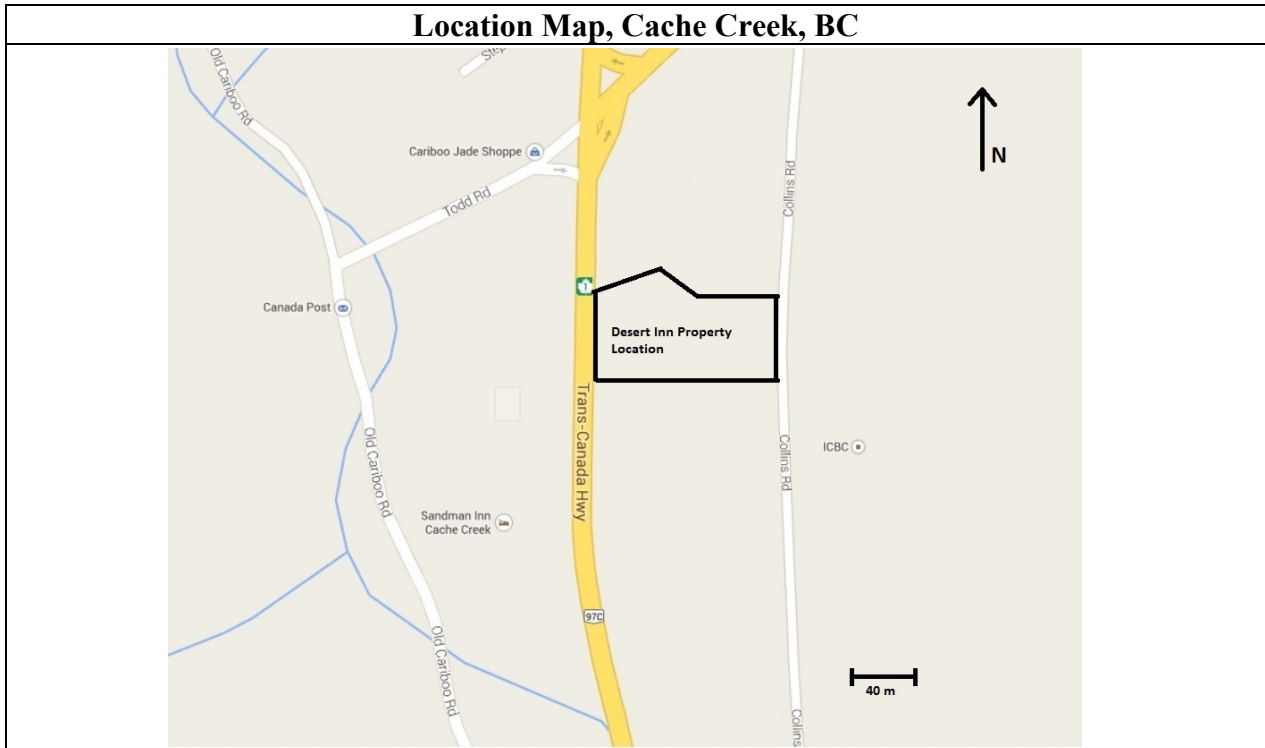 Location Map, Cache Creek, BC
Old Cariboo Rd
Step
Cariboo Jade Shoppe
Todd Rd
Collins Rd
N
1
Canada Post
Desert Inn Property
Location
Trans-Canada Hwy
Old Cariboo Rd
Collins Rd
ICBC
Sandman Inn
Cache Creek
97C
Old Cariboo Rd
40 m
Collins